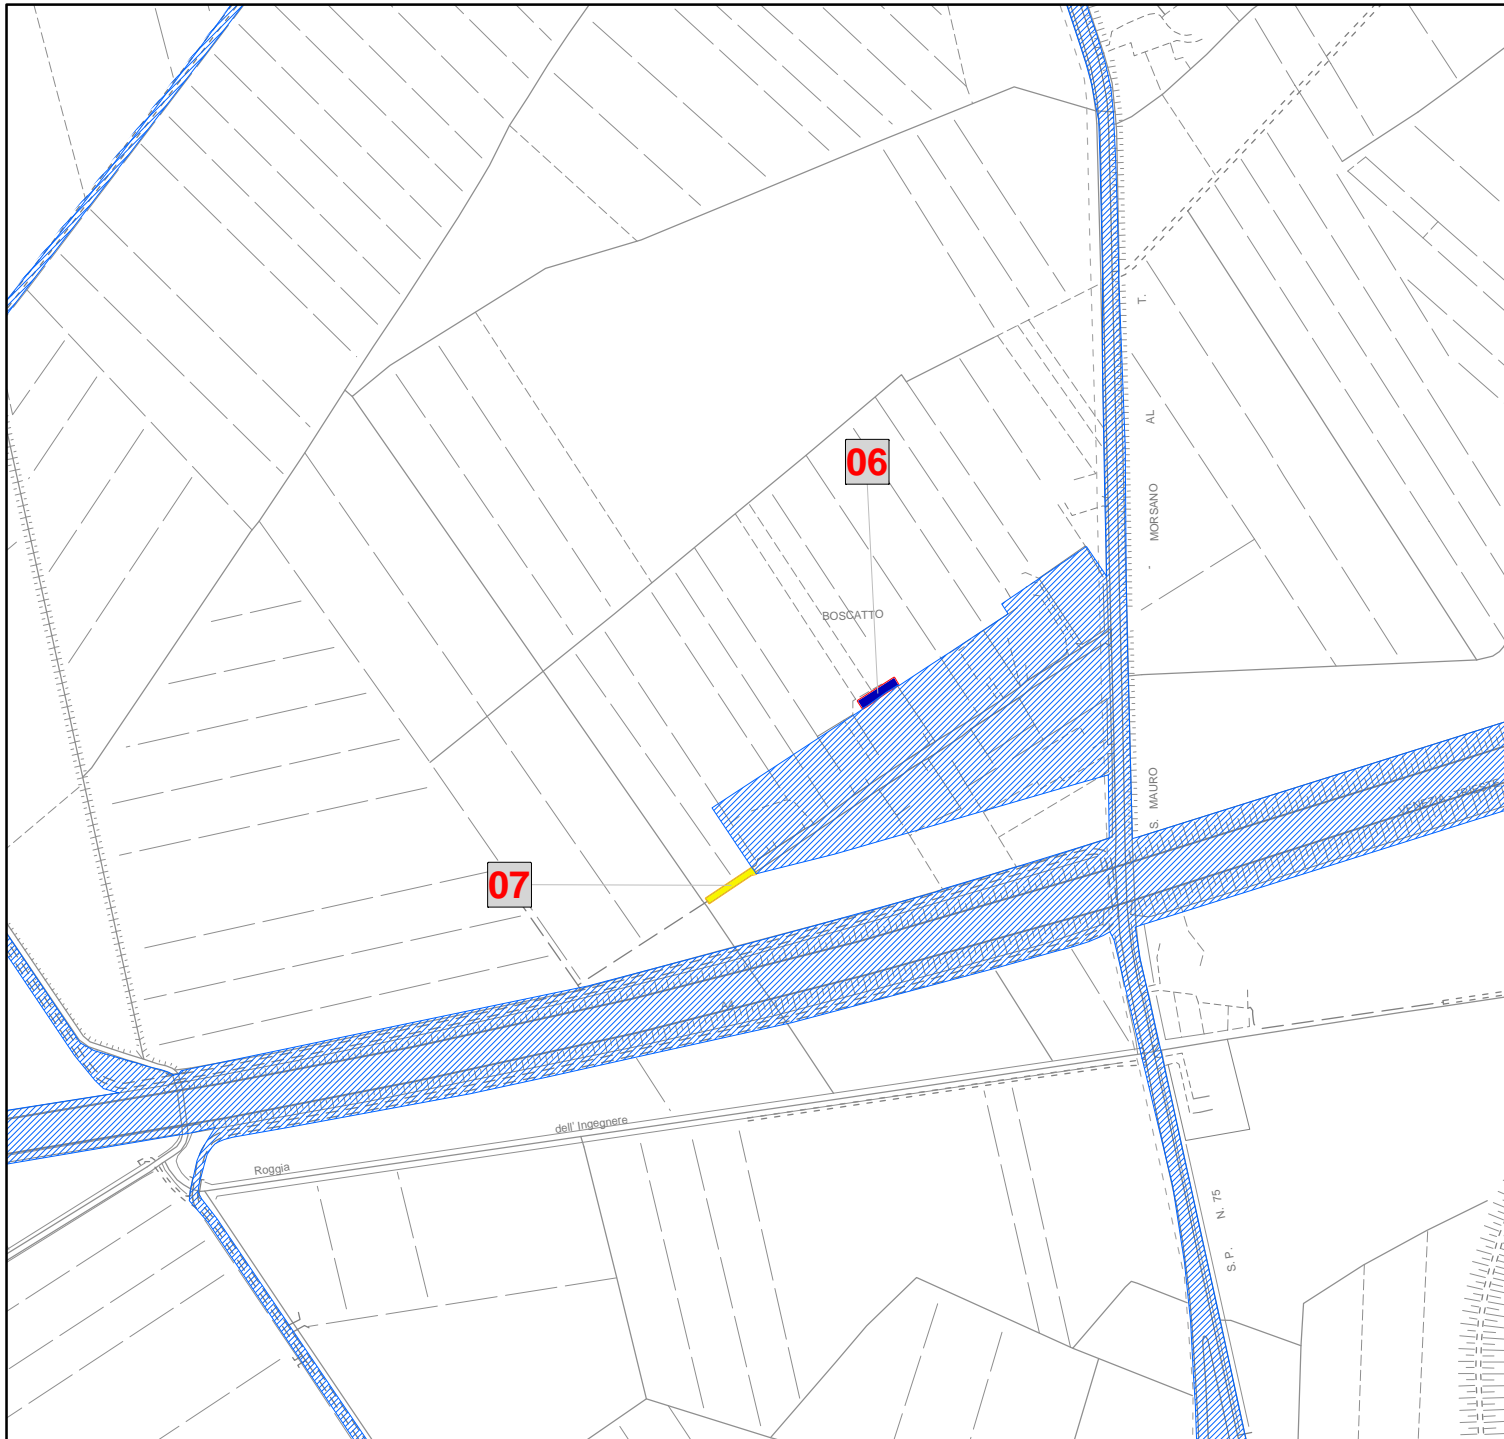 T.
AL
MORSANO
-
S. MAURO
06
BOSCATTO
VENEZIA - TRIESTE
07
A4
dell' Ingegnere
Roggia
S.P. N. 75